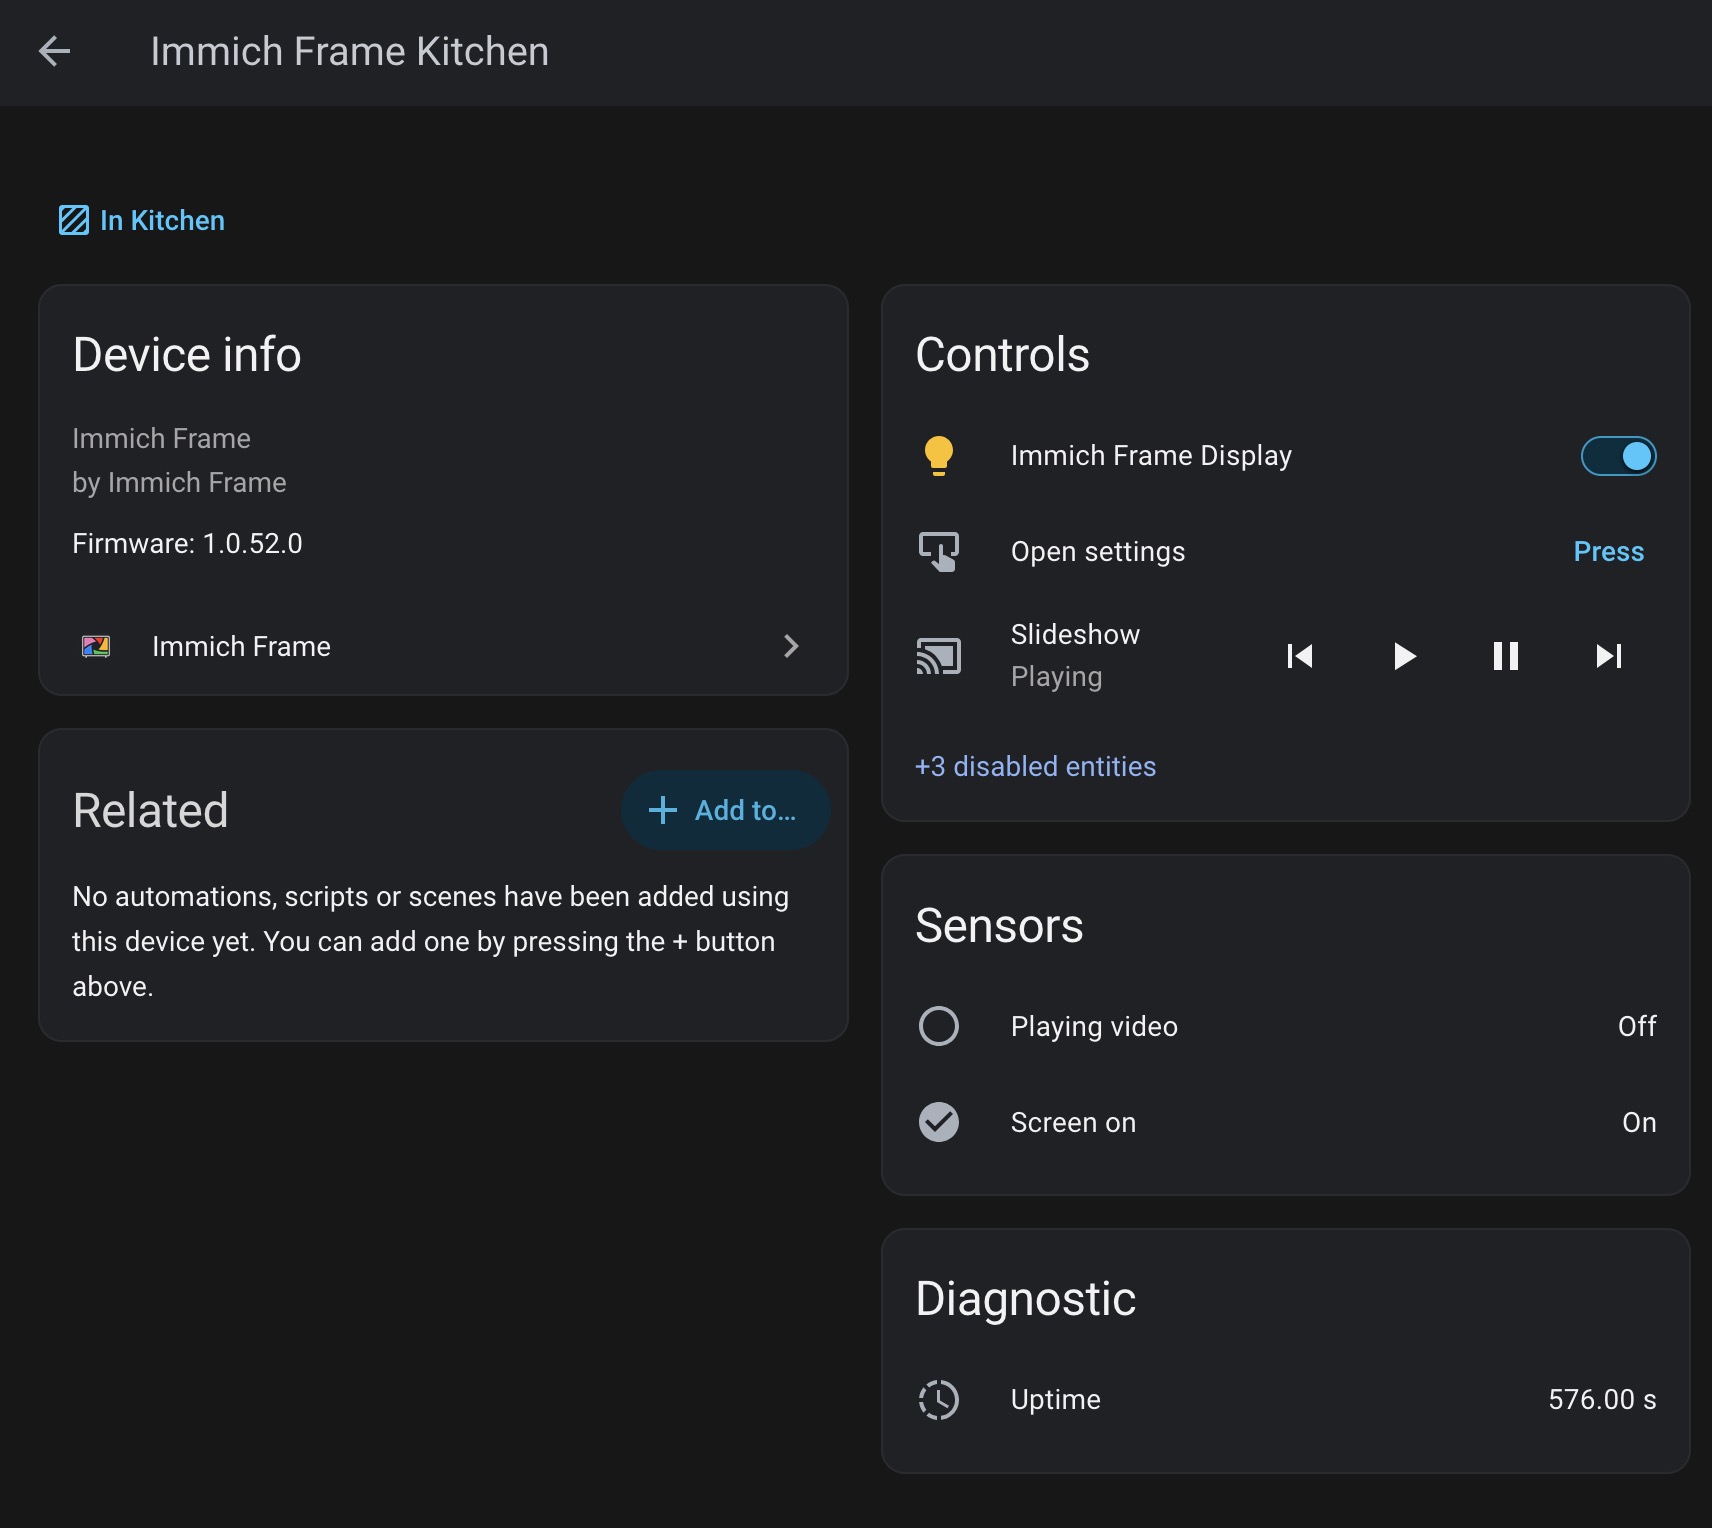 Immich Frame Kitchen
In Kitchen
Device info
Immich Frame
by Immich Frame
Firmware: 1.0.52.0
Immich Frame
Related
Add to...
No automations, scripts or scenes have been added using
this device yet. You can add one by pressing the + button
above.
Controls
Immich Frame Display
Open settings
Press
Slideshow
Playing
+3 disabled entities
Sensors
Playing video
Off
Screen on
On
Diagnostic
Uptime
576.00 s